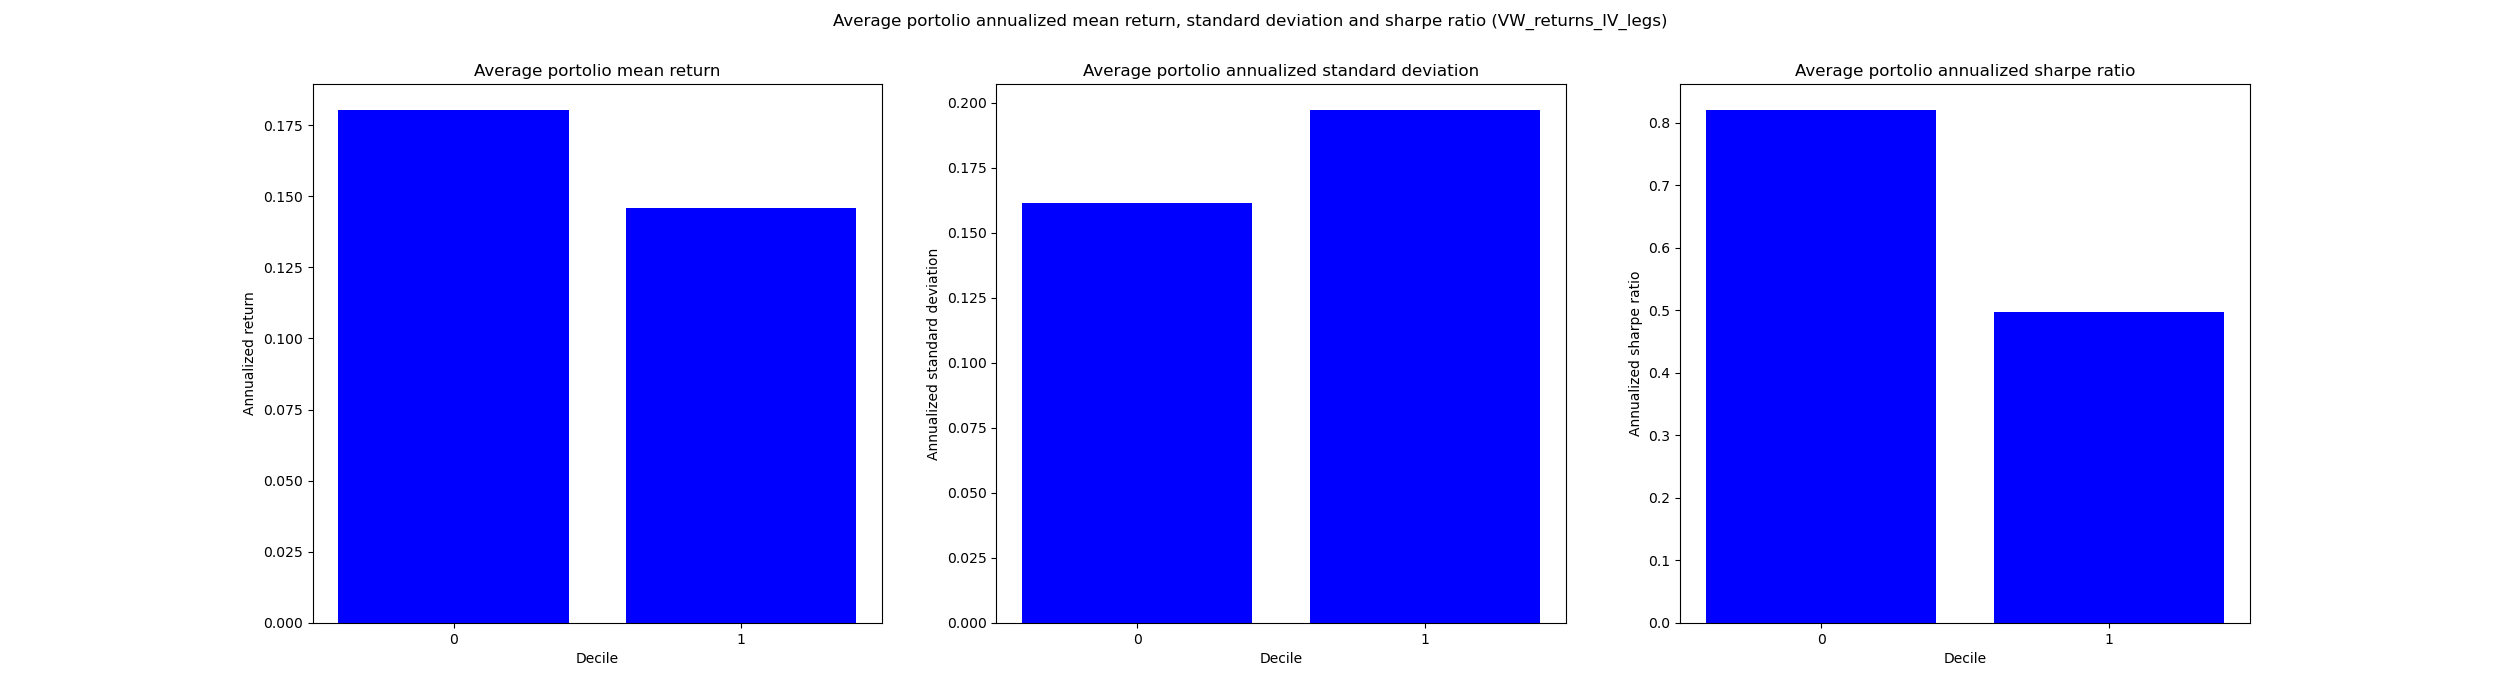 Average portolio annualized mean return, standard deviation and sharpe ratio (VW_returns_IV_legs)
Average portolio mean return
Annualized return
0.175
0.150
0.125
0.100
0.075
0.050
0.025
0.000
0 1
Decile
Average portolio annualized standard deviation
Annualized standard deviation
0.200
0.175
0.150
0.125
0.100
0.075
0.050
0.025
0.000
0 1
Decile
Average portolio annualized sharpe ratio
Annualized sharpe ratio
0.8
0.7
0.6
0.5
0.4
0.3
0.2
0.1
0.0
0 1
Decile